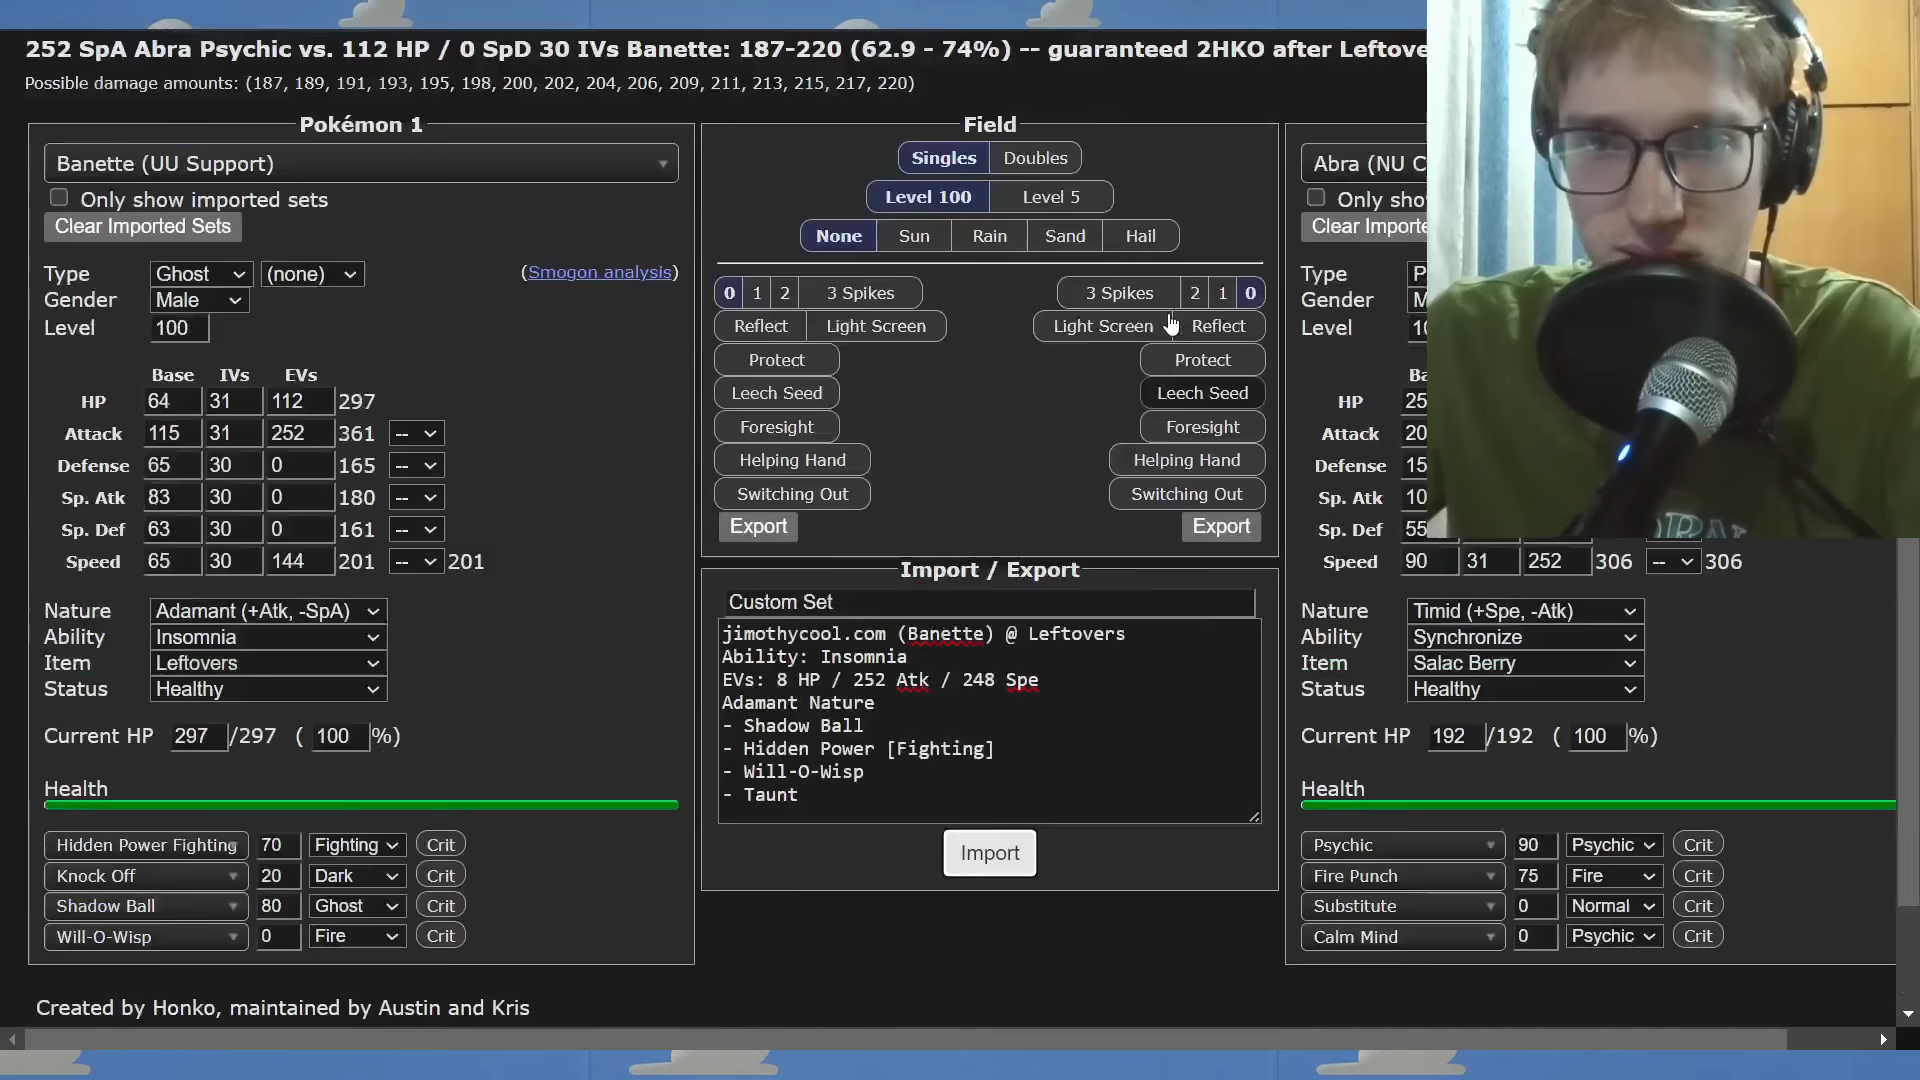 252 SpA Abra Psychic vs. 112 HP / 0 SpD 30 IVs Banette: 187-220 (62.9 - 74%) -- guaranteed 2HKO after Leftove
Possible damage amounts: (187, 189, 191, 193, 195, 198, 200, 202, 204, 206, 209, 211, 213, 215, 217, 220)
Pokémon 1
Banette (UU Support)
Only show imported sets
Clear Imported Sets
Type Ghost (none) (Smogon analysis)
Gender Male
Level 100
Base IVs EVs
HP 64 31 112 297
Attack 115 31 252 361 --
Defense 65 30 0 165 --
Sp. Atk 83 30 0 180 --
Sp. Def 63 30 0 161 --
Speed 65 30 144 201 -- 201
Nature Adamant (+Atk, -SpA)
Ability Insomnia
Item Leftovers
Status Healthy
Current HP 297 /297 ( 100 %)
Health
Hidden Power Fighting 70 Fighting Crit
Knock Off 20 Dark Crit
Shadow Ball 80 Ghost Crit
Will-O-Wisp 0 Fire Crit
Field
Singles Doubles
Level 100 Level 5
None Sun Rain Sand Hail
0 1 2 3 Spikes 3 Spikes 2 1 0
Reflect Light Screen Light Screen Reflect
Protect Protect
Leech Seed Leech Seed
Foresight Foresight
Helping Hand Helping Hand
Switching Out Switching Out
Export Export
Import / Export
Custom Set
jimothycool.com (Banette) @ Leftovers
Ability: Insomnia
EVs: 8 HP / 252 Atk / 248 Spe
Adamant Nature
- Shadow Ball
- Hidden Power [Fighting]
- Will-O-Wisp
- Taunt
Import
Abra (NU C
Only sho
Clear Importe
Type P
Gender M
Level 10
Ba
HP 25
Attack 20
Defense 15
Sp. Atk 10
Sp. Def 55
Speed 90 31 252 306 -- 306
Nature Timid (+Spe, -Atk)
Ability Synchronize
Item Salac Berry
Status Healthy
Current HP 192 /192 ( 100 %)
Health
Psychic 90 Psychic Crit
Fire Punch 75 Fire Crit
Substitute 0 Normal Crit
Calm Mind 0 Psychic Crit
Created by Honko, maintained by Austin and Kris